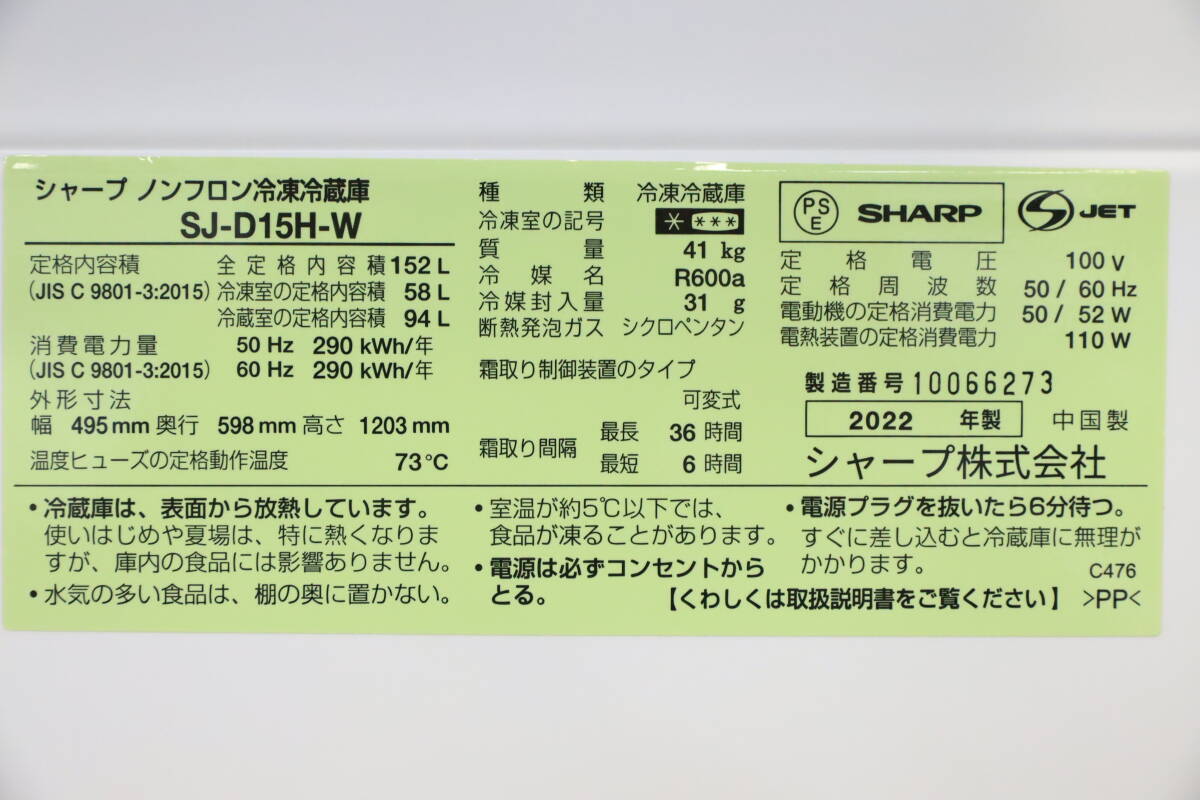 シャープ ノンフロン冷凍冷蔵庫
SJ-D15H-W
定格内容積 全定格内容積 152 L
(JIS C 9801-3:2015) 冷凍室の定格内容積 58 L
冷蔵室の定格内容積 94 L
消費電力量 50 Hz 290 kWh/年
(JIS C 9801-3:2015) 60 Hz 290 kWh/年
外形寸法
幅 495 mm 奥行 598 mm 高さ 1203 mm
温度ヒューズの定格動作温度 73℃
種類 冷凍冷蔵庫
冷凍室の記号 * ***
質量 41 kg
冷媒名 R600a
冷媒封入量 31 g
断熱発泡ガス シクロペンタン
霜取り制御装置のタイプ
可変式
霜取り間隔 最長 36 時間
最短 6 時間
PSE SHARP JET
定格電圧 100 V
定格周波数 50 / 60 Hz
電動機の定格消費電力 50 / 52 W
電熱装置の定格消費電力 110 W
製造番号 10066273
2022 年製 中国製
シャープ株式会社
・冷蔵庫は、表面から放熱しています。
使いはじめや夏場は、特に熱くなりま
すが、庫内の食品には影響ありません。
・水気の多い食品は、棚の奥に置かない。
・室温が約5℃以下では、
食品が凍ることがあります。
・電源は必ずコンセントから
とる。
・電源プラグを抜いたら6分待つ。
すぐに差し込むと冷蔵庫に無理が
かかります。 C476
【くわしくは取扱説明書をご覧ください】 >PP<